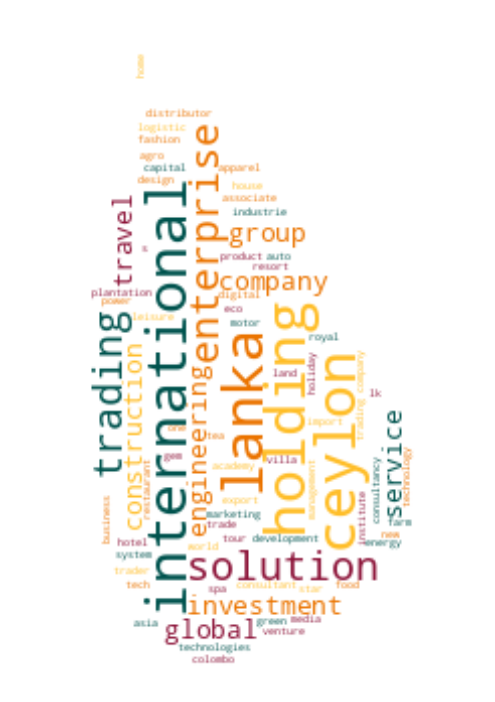 home
distributor
logistic
fashion
enterprise
agro
capital
apparel
design
house
international
associate
travel
industrie
s
group
product auto
resort
company
plantation
digital
power
holding
eco
leisure
trading
motor
lanka
royal
construction
land
holiday
ceylon
trading company
engineering
lk
service
import
one
tea
gem
villa
academy
restaurant
management
consultancy
technology
export
business
marketing
institute
trade
farm
hotel
tour
development
new
energy
world
system
solution
trader
tech
spa
consultant
star
food
investment
asia
global
green
media
venture
technologies
colombo